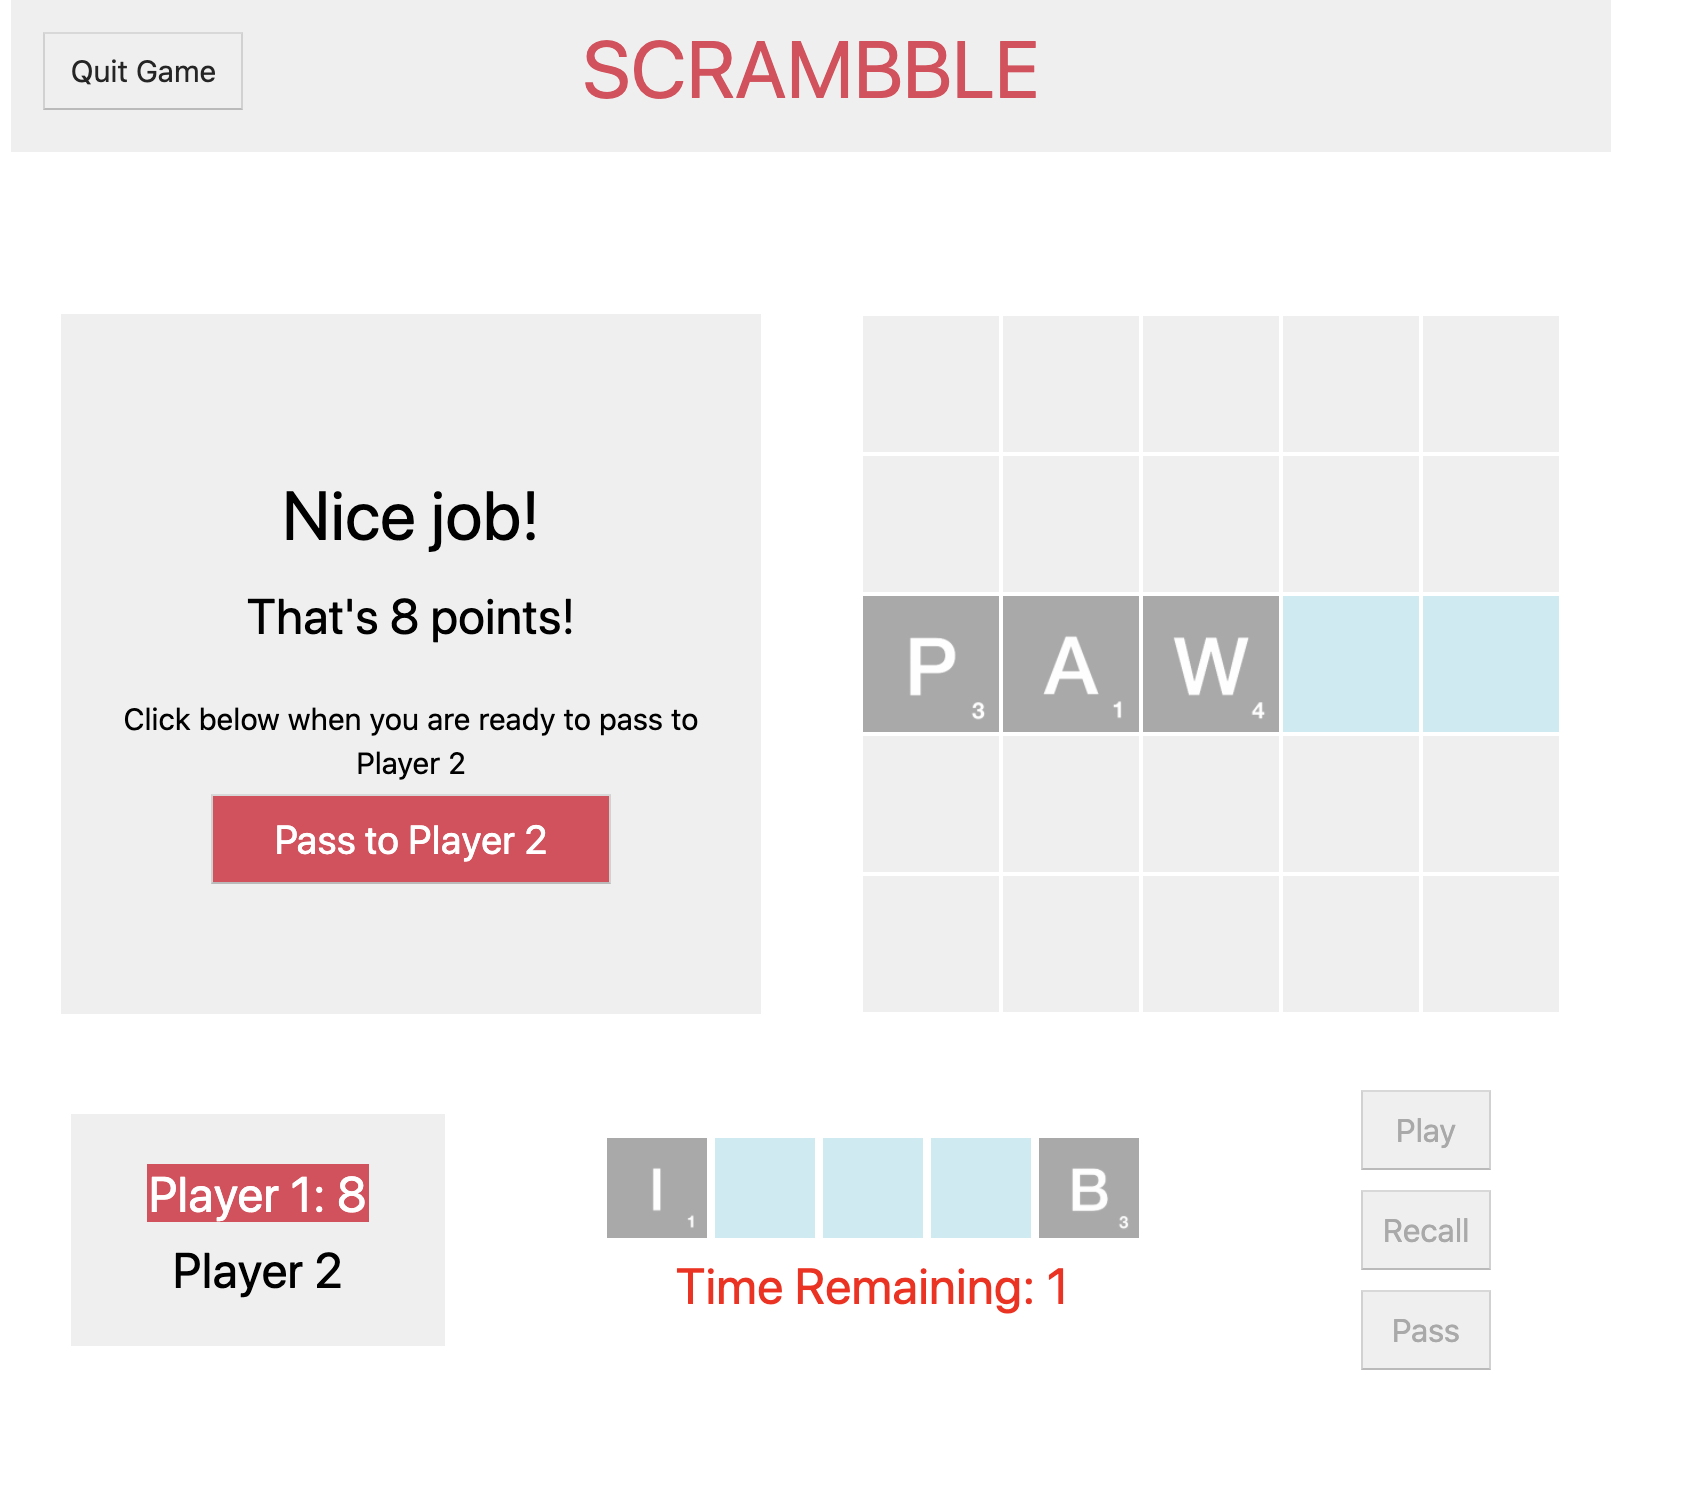 Quit Game
SCRAMBBLE
Nice job!
That's 8 points!
Click below when you are ready to pass to
Player 2
Pass to Player 2
P 3 A 1 W 4
Player 1: 8
Player 2
I 1 B 3
Time Remaining: 1
Play
Recall
Pass